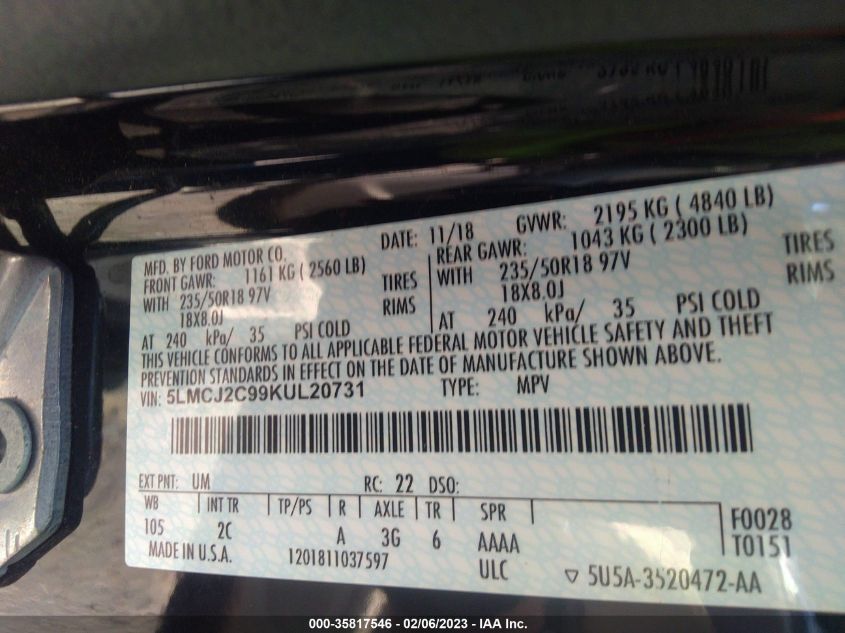 MFD. BY FORD MOTOR CO.
DATE: 11/18 GVWR: 2195 KG ( 4840 LB)
FRONT GAWR: 1161 KG ( 2560 LB)
REAR GAWR: 1043 KG ( 2300 LB)
WITH 235/50R18 97V TIRES
WITH 235/50R18 97V TIRES
18X8.0J RIMS
18X8.0J RIMS
AT 240 kPa/ 35 PSI COLD
AT 240 kPa/ 35 PSI COLD
THIS VEHICLE CONFORMS TO ALL APPLICABLE FEDERAL MOTOR VEHICLE SAFETY AND THEFT
PREVENTION STANDARDS IN EFFECT ON THE DATE OF MANUFACTURE SHOWN ABOVE.
VIN: 5LMCJ2C99KUL20731 TYPE: MPV
EXT PNT: UM RC: 22 DSO:
WB INT TR TP/PS R AXLE TR SPR
105 2C A 3G 6 AAAA
F0028
T0151
MADE IN U.S.A. 1201811037597 ULC
▽ 5U5A-3520472-AA
000-35817546 — 02/06/2023 — IAA Inc.